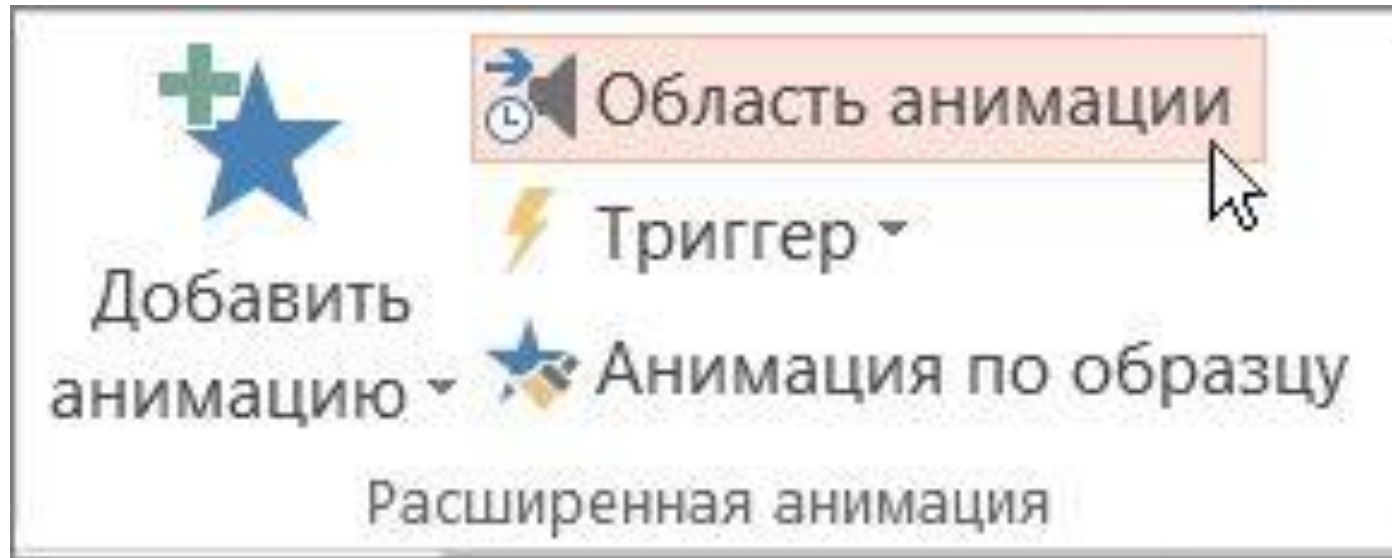 Добавить
анимацию
Область анимации
Триггер
Анимация по образцу
Расширенная анимация